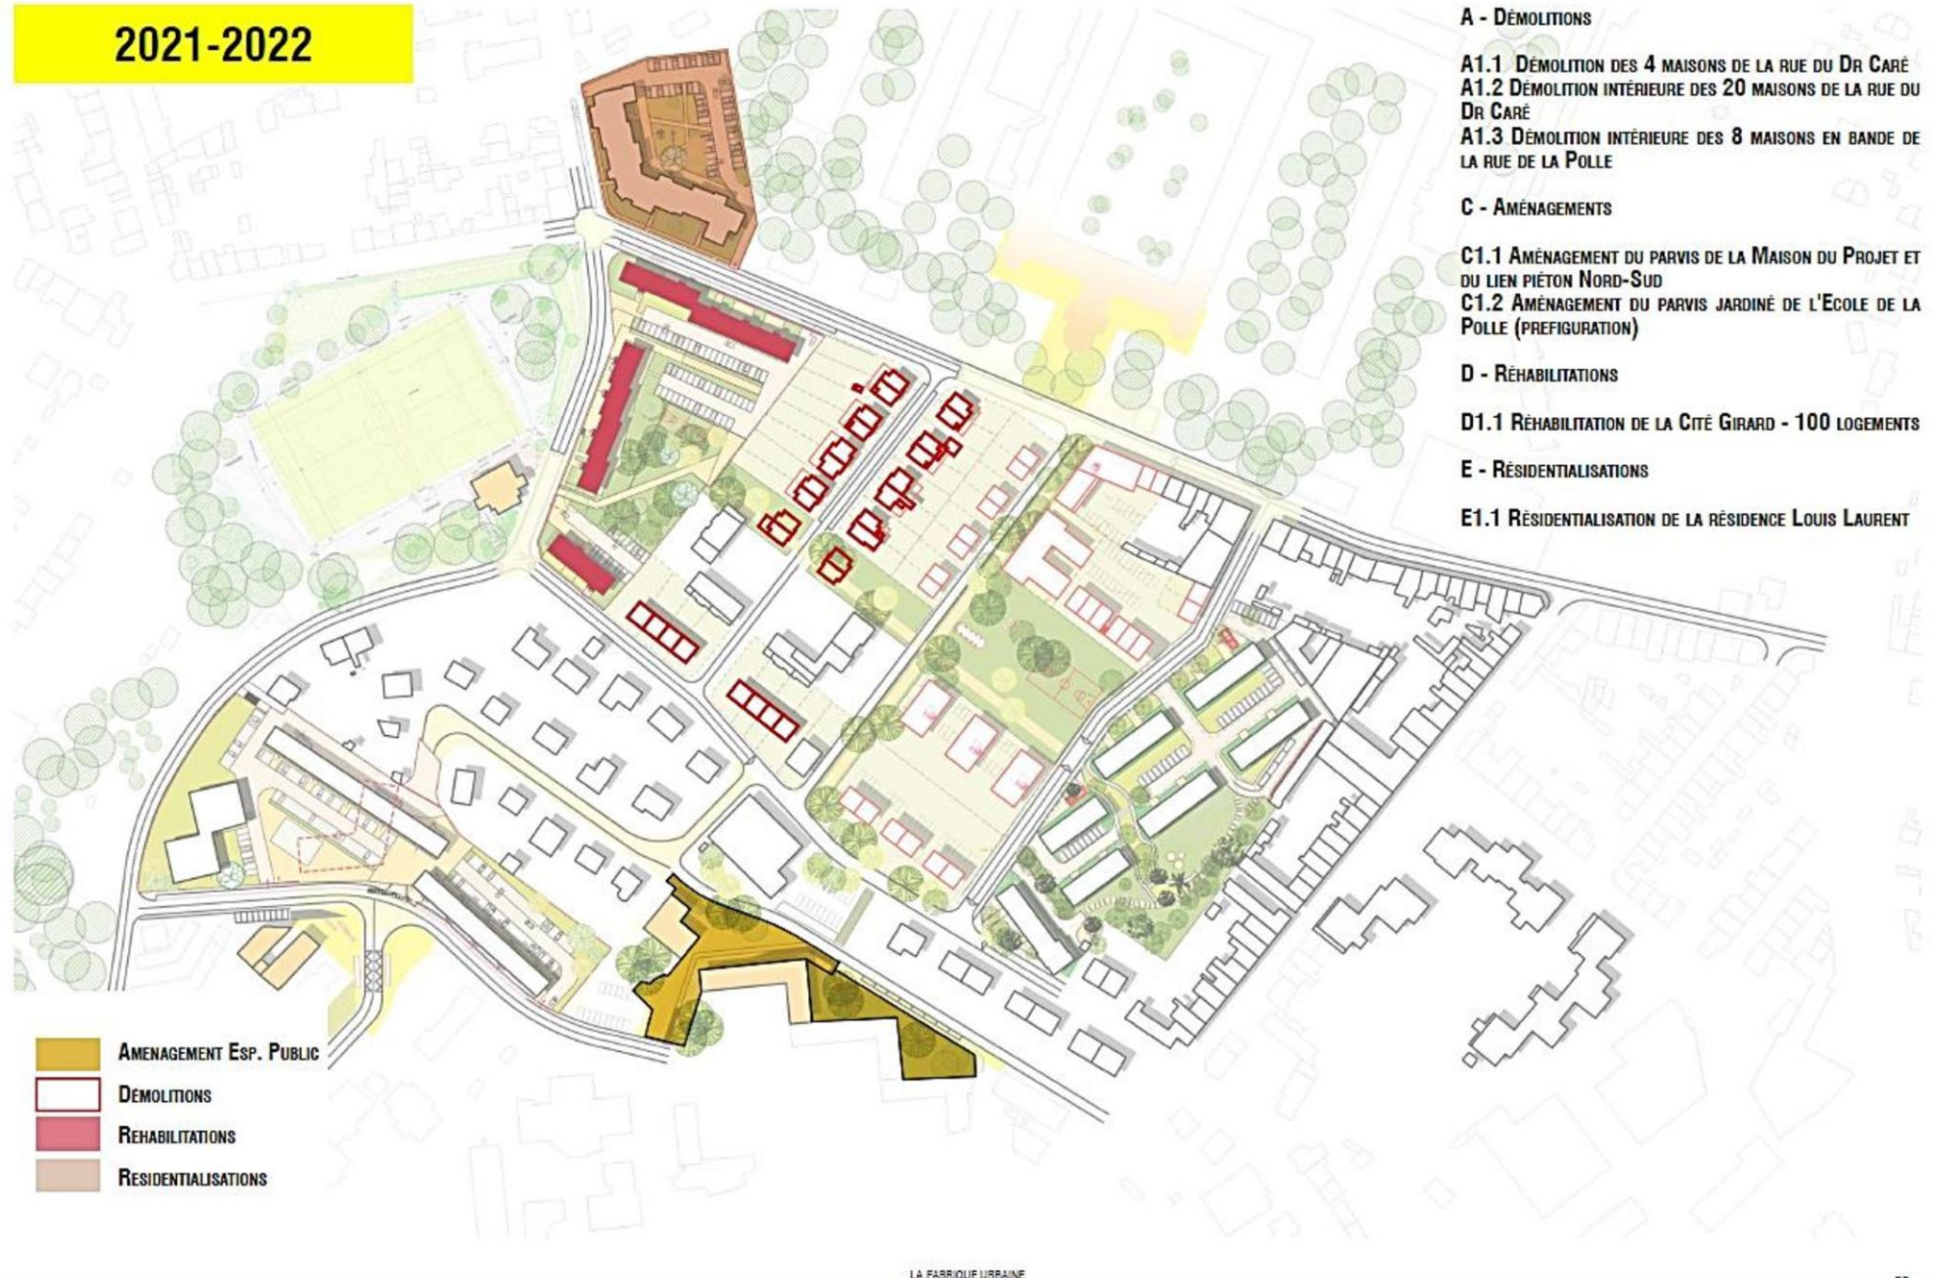 2021-2022
A - Démolitions
A1.1 Démolition des 4 maisons de la rue du Dr Caré
A1.2 Démolition intérieure des 20 maisons de la rue du
Dr Caré
A1.3 Démolition intérieure des 8 maisons en bande de
la rue de la Polle
C - Aménagements
C1.1 Aménagement du parvis de la Maison du Projet et
du lien piéton Nord-Sud
C1.2 Aménagement du parvis jardiné de l'Ecole de la
Polle (prefiguration)
D - Réhabilitations
D1.1 Réhabilitation de la Cité Girard - 100 logements
E - Résidentialisations
E1.1 Résidentialisation de la résidence Louis Laurent
Amenagement Esp. Public
Démolitions
Rehabilitations
Residentialisations
LA FABRIQUE URBAINE